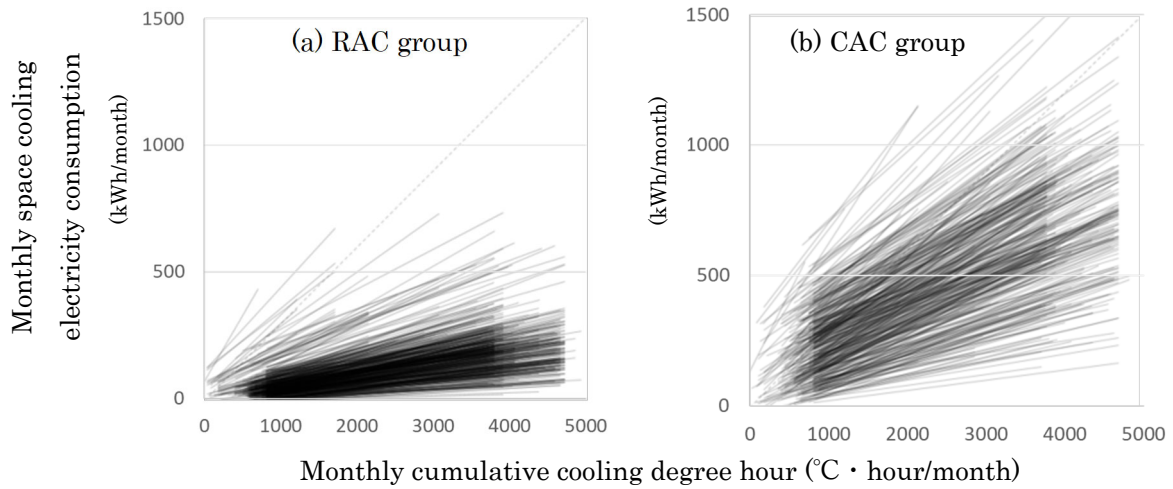 Monthly space cooling
electricity consumption
(kWh/month)
(a) RAC group
1500
1000
500
0
0 1000 2000 3000 4000 5000
(kWh/month)
(b) CAC group
1500
1000
500
0
0 1000 2000 3000 4000 5000
Monthly cumulative cooling degree hour (℃・hour/month)